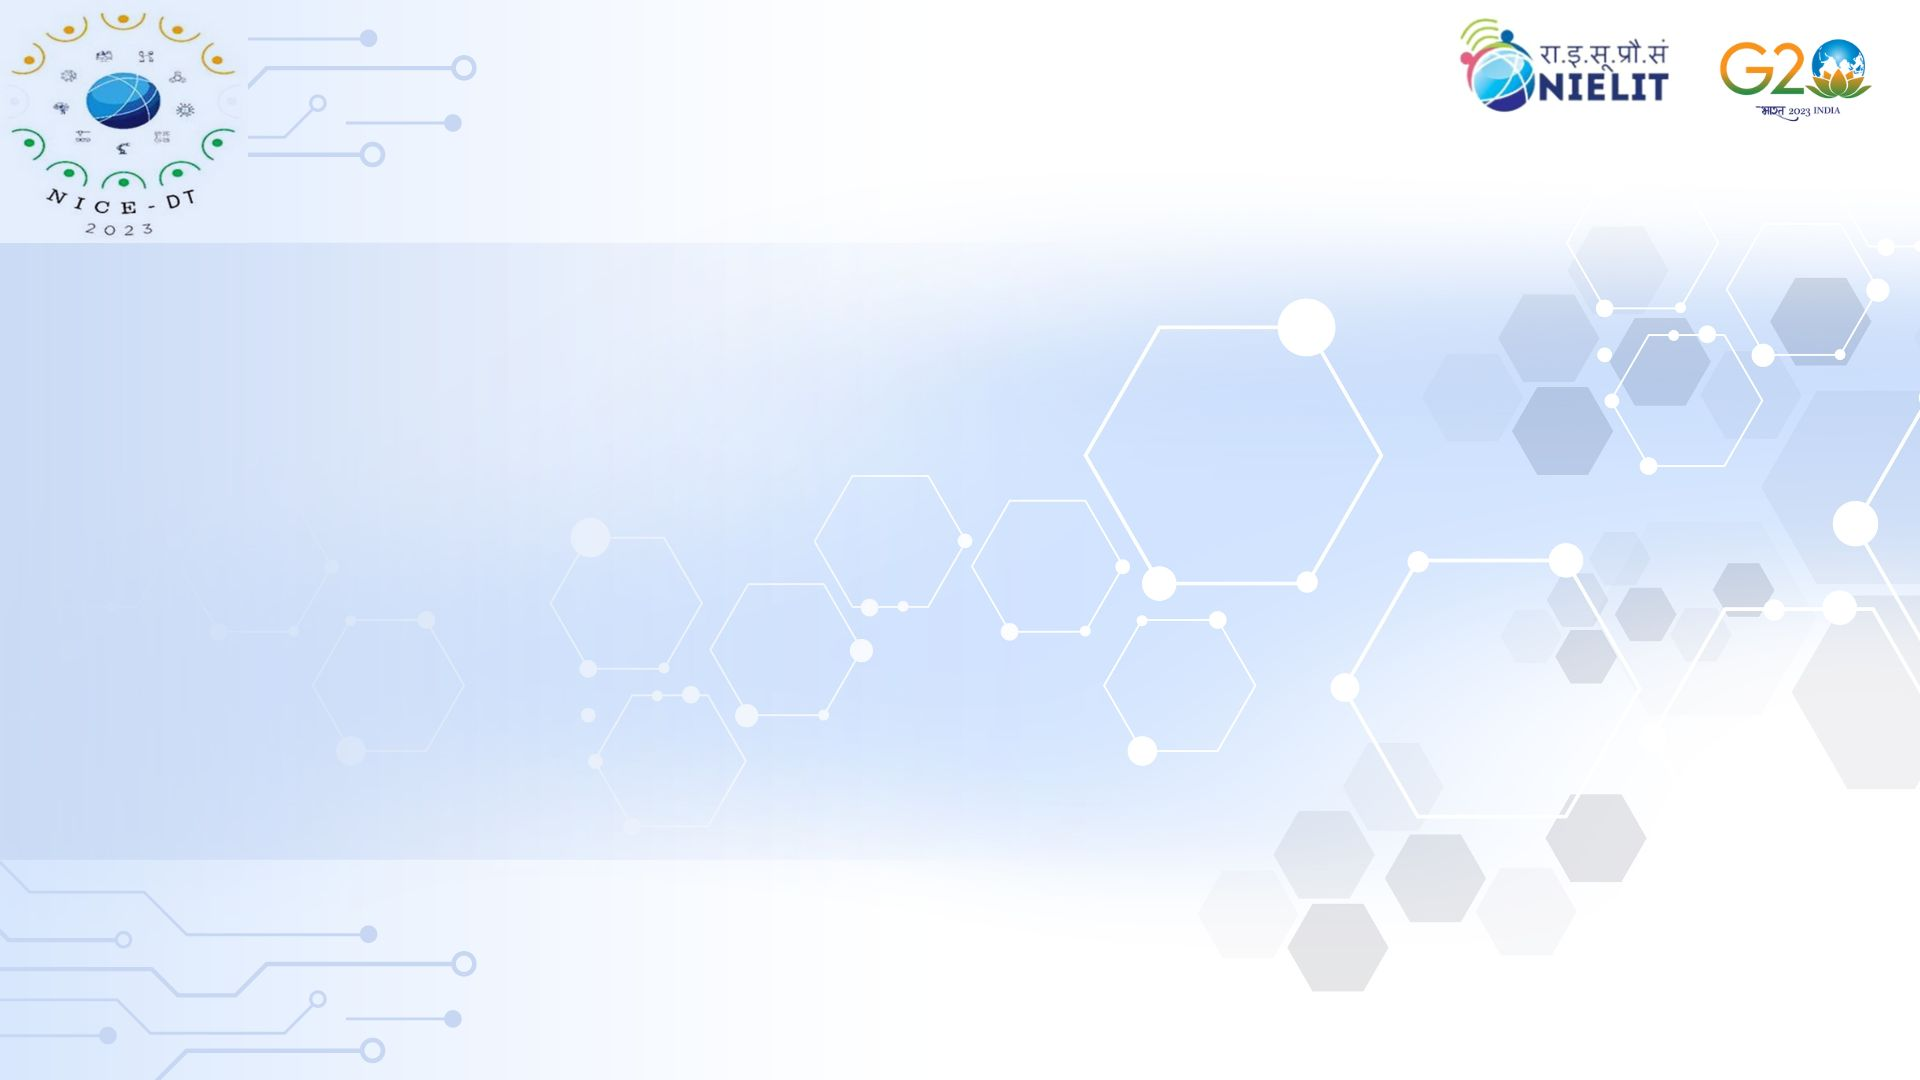 NICE-DT
2023
रा.इ.सू.प्रौ.सं
NIELIT
G20
भारत 2023 INDIA